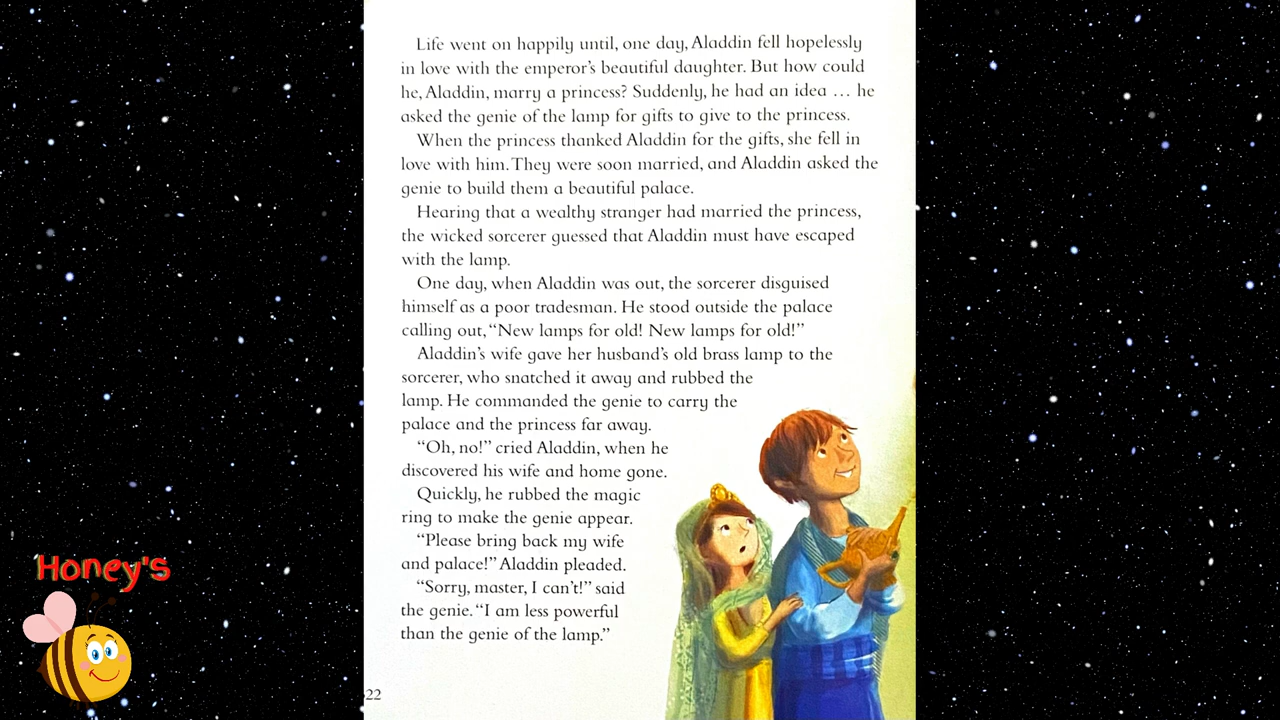 Life went on happily until, one day, Aladdin fell hopelessly
in love with the emperor's beautiful daughter. But how could
he, Aladdin, marry a princess? Suddenly, he had an idea … he
asked the genie of the lamp for gifts to give to the princess.
When the princess thanked Aladdin for the gifts, she fell in
love with him. They were soon married, and Aladdin asked the
genie to build them a beautiful palace.
Hearing that a wealthy stranger had married the princess,
the wicked sorcerer guessed that Aladdin must have escaped
with the lamp.
One day, when Aladdin was out, the sorcerer disguised
himself as a poor tradesman. He stood outside the palace
calling out, “New lamps for old! New lamps for old!”
Aladdin's wife gave her husband's old brass lamp to the
sorcerer, who snatched it away and rubbed the
lamp. He commanded the genie to carry the
palace and the princess far away.
“Oh, no!” cried Aladdin, when he
discovered his wife and home gone.
Quickly, he rubbed the magic
ring to make the genie appear.
“Please bring back my wife
and palace!” Aladdin pleaded.
“Sorry, master, I can't!” said
the genie. “I am less powerful
than the genie of the lamp.”
Honey's